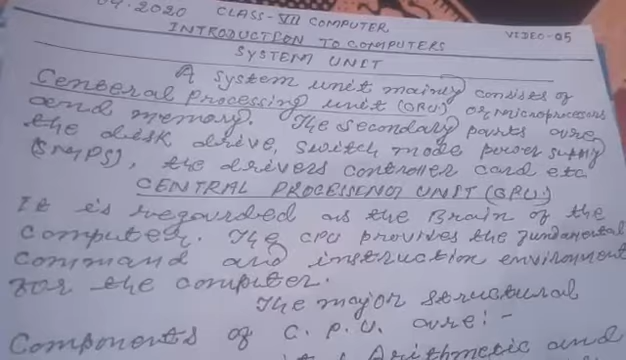 04.2020 CLASS-VII COMPUTER
INTRODUCTION TO COMPUTERS VIDEO-05
SYSTEM UNIT
A system unit mainly consists of
Centeral Processing unit (CPU) or microprocessors
and memory. The secondary parts are
the disk drive, switch mode power supply
(SMPS), the drivers controller card etc
CENTRAL PROCESSING UNIT (CPU)
It is regarded as the Brain of the
computer. The CPU provides the fundamental
command and instruction environment
for the computer.
The major structural
Components of C.P.U. are:-
Arithmetic and